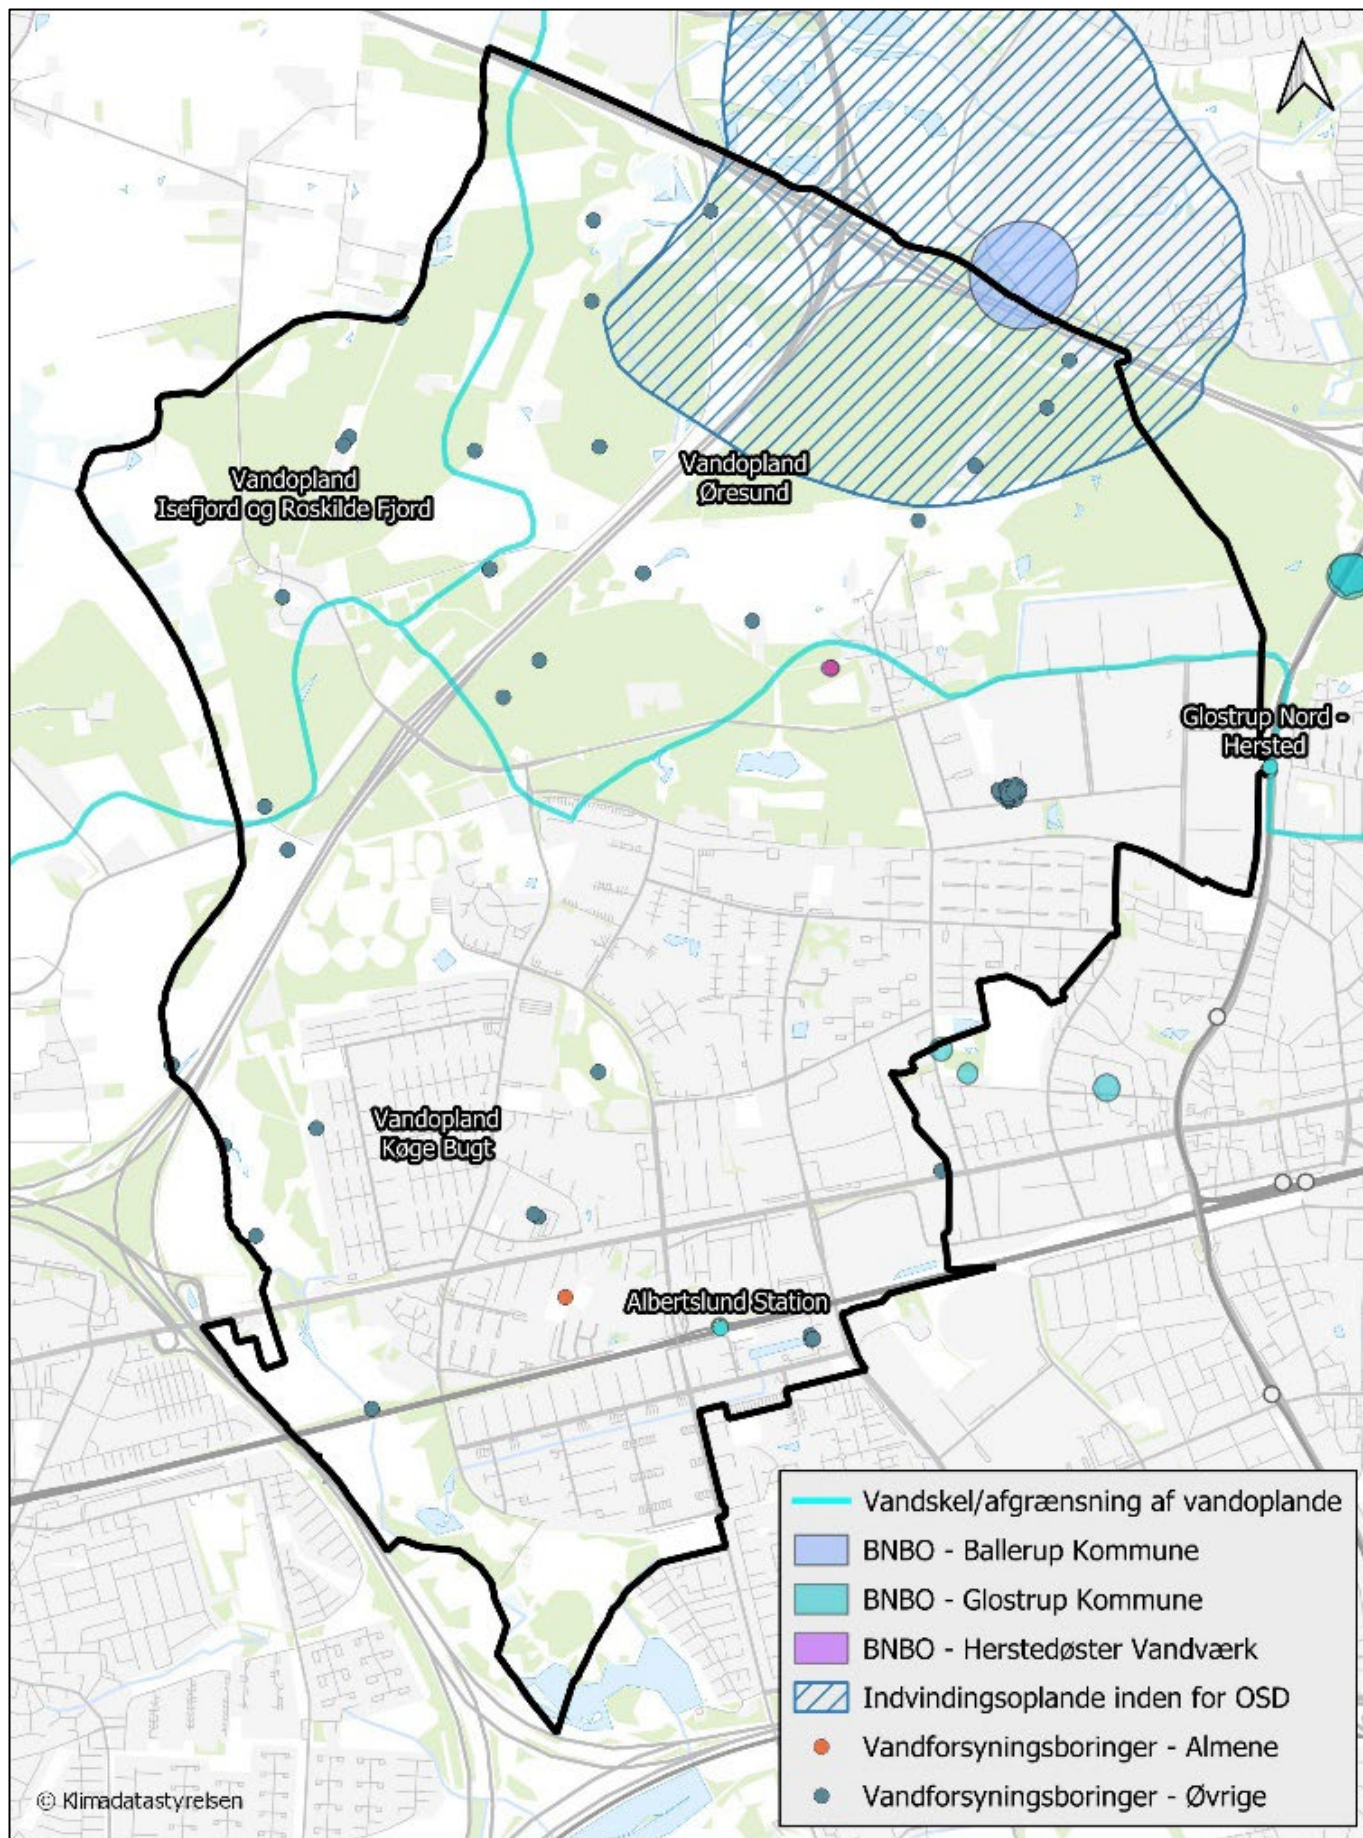 Vandopland
Isefjord og Roskilde Fjord
Vandopland
Øresund
Glostrup Nord -
Hersted
Vandopland
Køge Bugt
Albertslund Station
Vandskel/afgrænsning af vandoplande
BNBO - Ballerup Kommune
BNBO - Glostrup Kommune
BNBO - Herstedøster Vandværk
Indvindingsoplande inden for OSD
Vandforsyningsboringer - Almene
Vandforsyningsboringer - Øvrige
© Klimadatastyrelsen